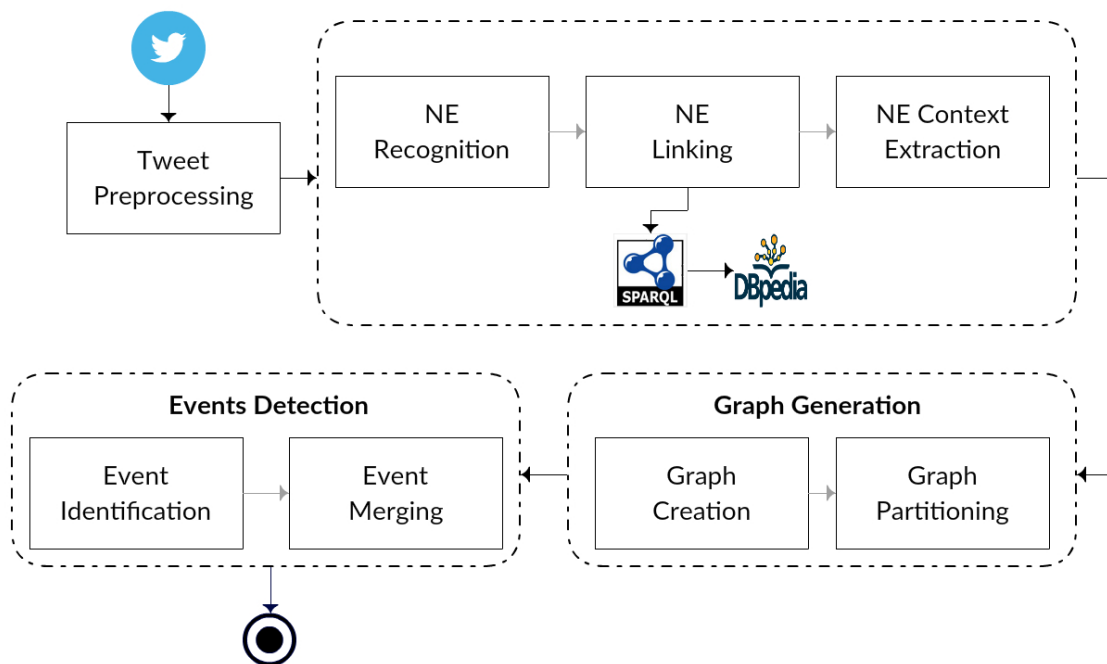 Tweet
Preprocessing
NE
Recognition
NE
Linking
NE Context
Extraction
SPARQL
DBpedia
Events Detection
Event
Identification
Event
Merging
Graph Generation
Graph
Creation
Graph
Partitioning